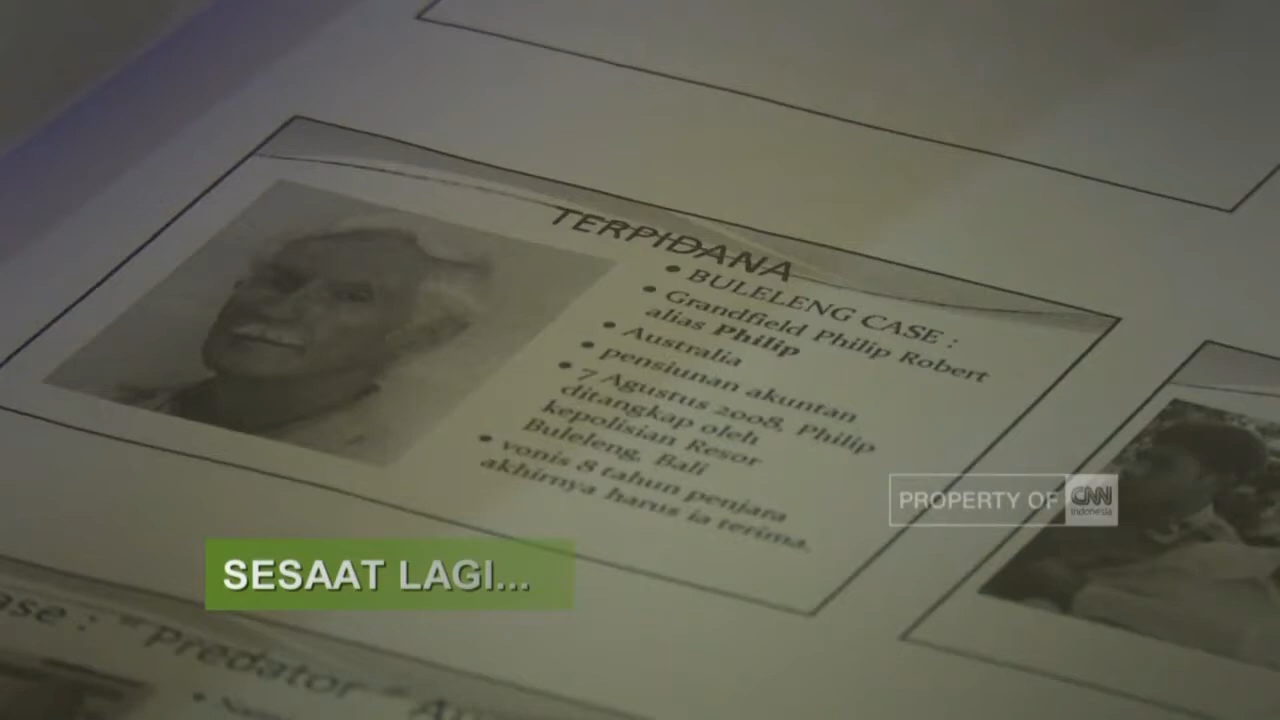 TERPIDANA
• BULELENG CASE :
• Grandfield Philip Robert
alias Philip
• Australia
• pensiunan akuntan
• 7 Agustus 2008, Philip
ditangkap oleh
kepolisian Resor
Buleleng, Bali
• vonis 8 tahun penjara
akhirnya harus ia terima.
PROPERTY OF CNN
Indonesia
SESAAT LAGI...
: "Predator"